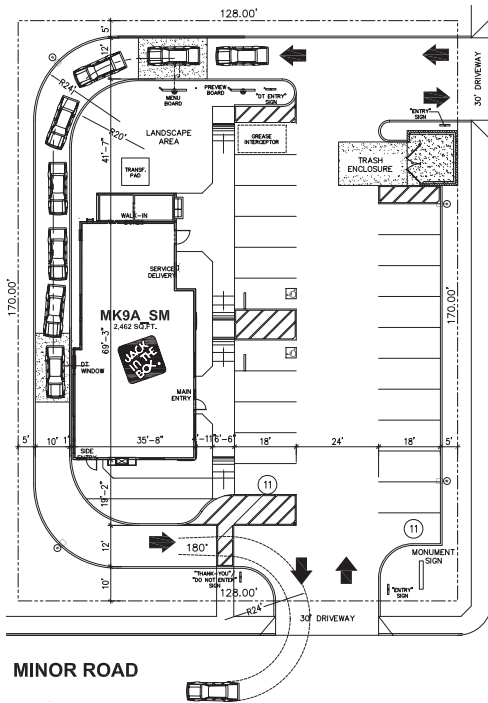 128.00'
5'
12'
R24'
R20'
MENU
BOARD
PREVIEW
BOARD
"DT ENTRY"
SIGN
30' DRIVEWAY
"ENTRY"
SIGN
LANDSCAPE
AREA
GREASE
INTERCEPTOR
TRASH
ENCLOSURE
41'-7"
TRANSF.
PAD
WALK-IN
170.00'
170.00'
SERVICE
DELIVERY
MK9A_SM
2,462 SQ.FT.
69'-3"
JACK
IN THE
BOX
DT.
WINDOW
MAIN
ENTRY
5'
10'
1'
35'-8"
4'-11"
6'-6"
18'
24'
18'
5'
SIDE
ENTRY
19'-2"
11
11
12'
180°
MONUMENT
SIGN
"THANK-YOU"/
"DO NOT ENTER"
SIGN
"ENTRY"
SIGN
10'
128.00'
R24'
30' DRIVEWAY
MINOR ROAD